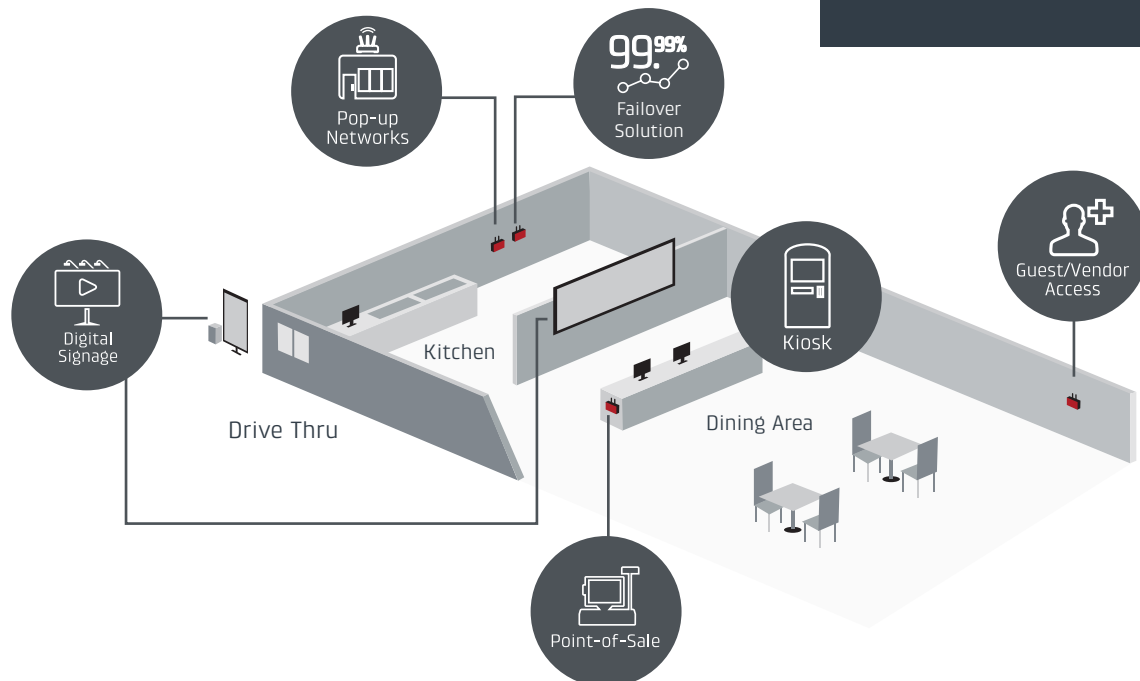 99.99%
Pop-up
Networks
Failover
Solution
Guest/Vendor
Access
Digital
Signage
Kiosk
Kitchen
Drive Thru
Dining Area
Point-of-Sale